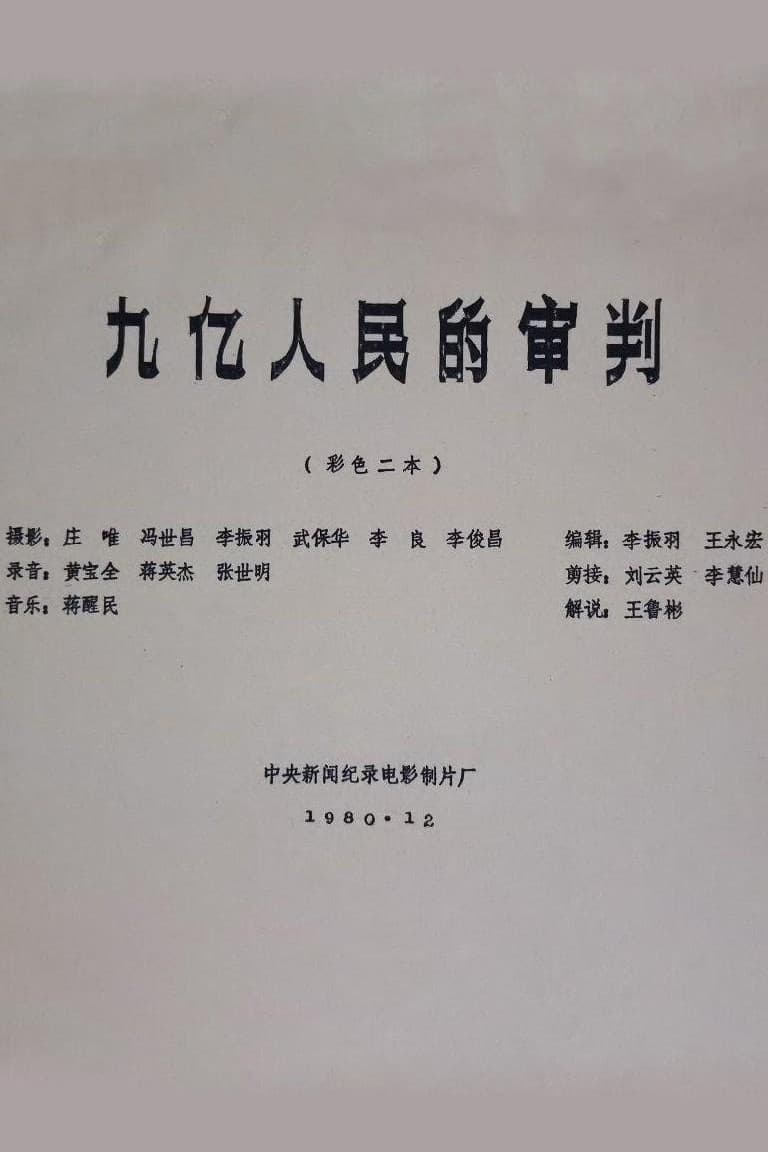 九亿人民的审判
（彩色二本）
摄影：庄 唯 冯世昌 李振羽 武保华 李 良 李俊昌
录音：黄宝全 蒋英杰 张世明
音乐：蒋醒民
编辑：李振羽 王永宏
剪接：刘云英 李慧仙
解说：王鲁彬
中央新闻纪录电影制片厂
1980·12